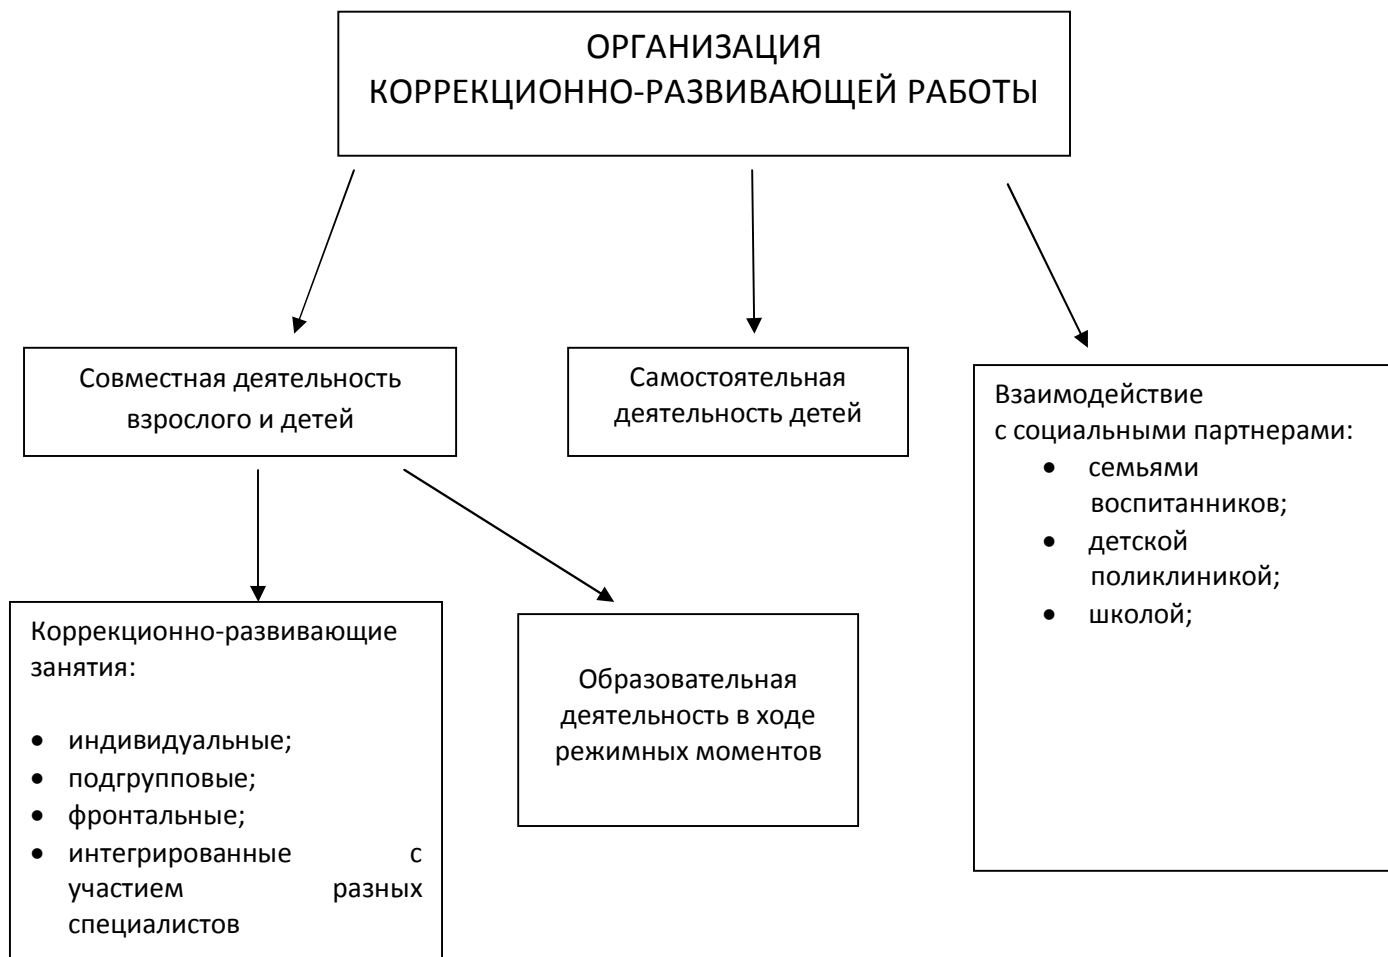 ОРГАНИЗАЦИЯ
КОРРЕКЦИОННО-РАЗВИВАЮЩЕЙ РАБОТЫ
Совместная деятельность
взрослого и детей
Самостоятельная
деятельность детей
Взаимодействие
с социальными партнерами:
• семьями
воспитанников;
• детской
поликлиникой;
• школой;
Коррекционно-развивающие
занятия:
• индивидуальные;
• подгрупповые;
• фронтальные;
• интегрированные с
участием разных
специалистов
Образовательная
деятельность в ходе
режимных моментов